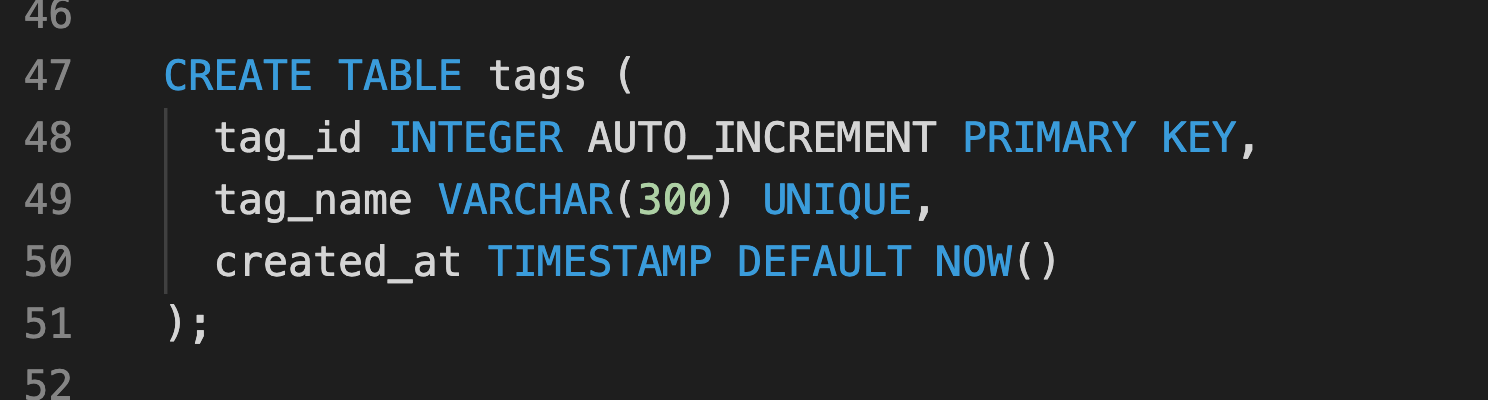 46
47 CREATE TABLE tags (
48 tag_id INTEGER AUTO_INCREMENT PRIMARY KEY,
49 tag_name VARCHAR(300) UNIQUE,
50 created_at TIMESTAMP DEFAULT NOW()
51 );
52